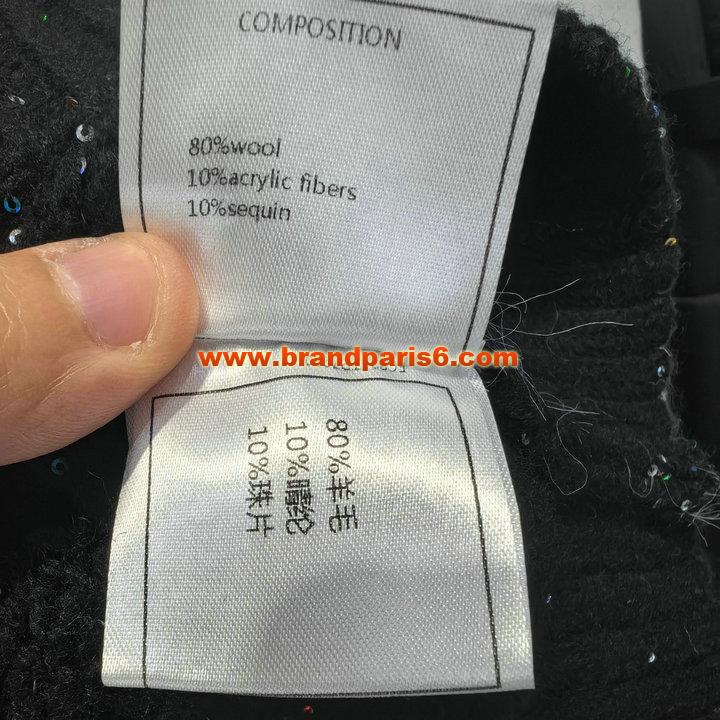 COMPOSITION
80%wool
10%acrylic fibers
10%sequin
www.brandparis6.com
80%羊毛
10%晴纶
10%珠片